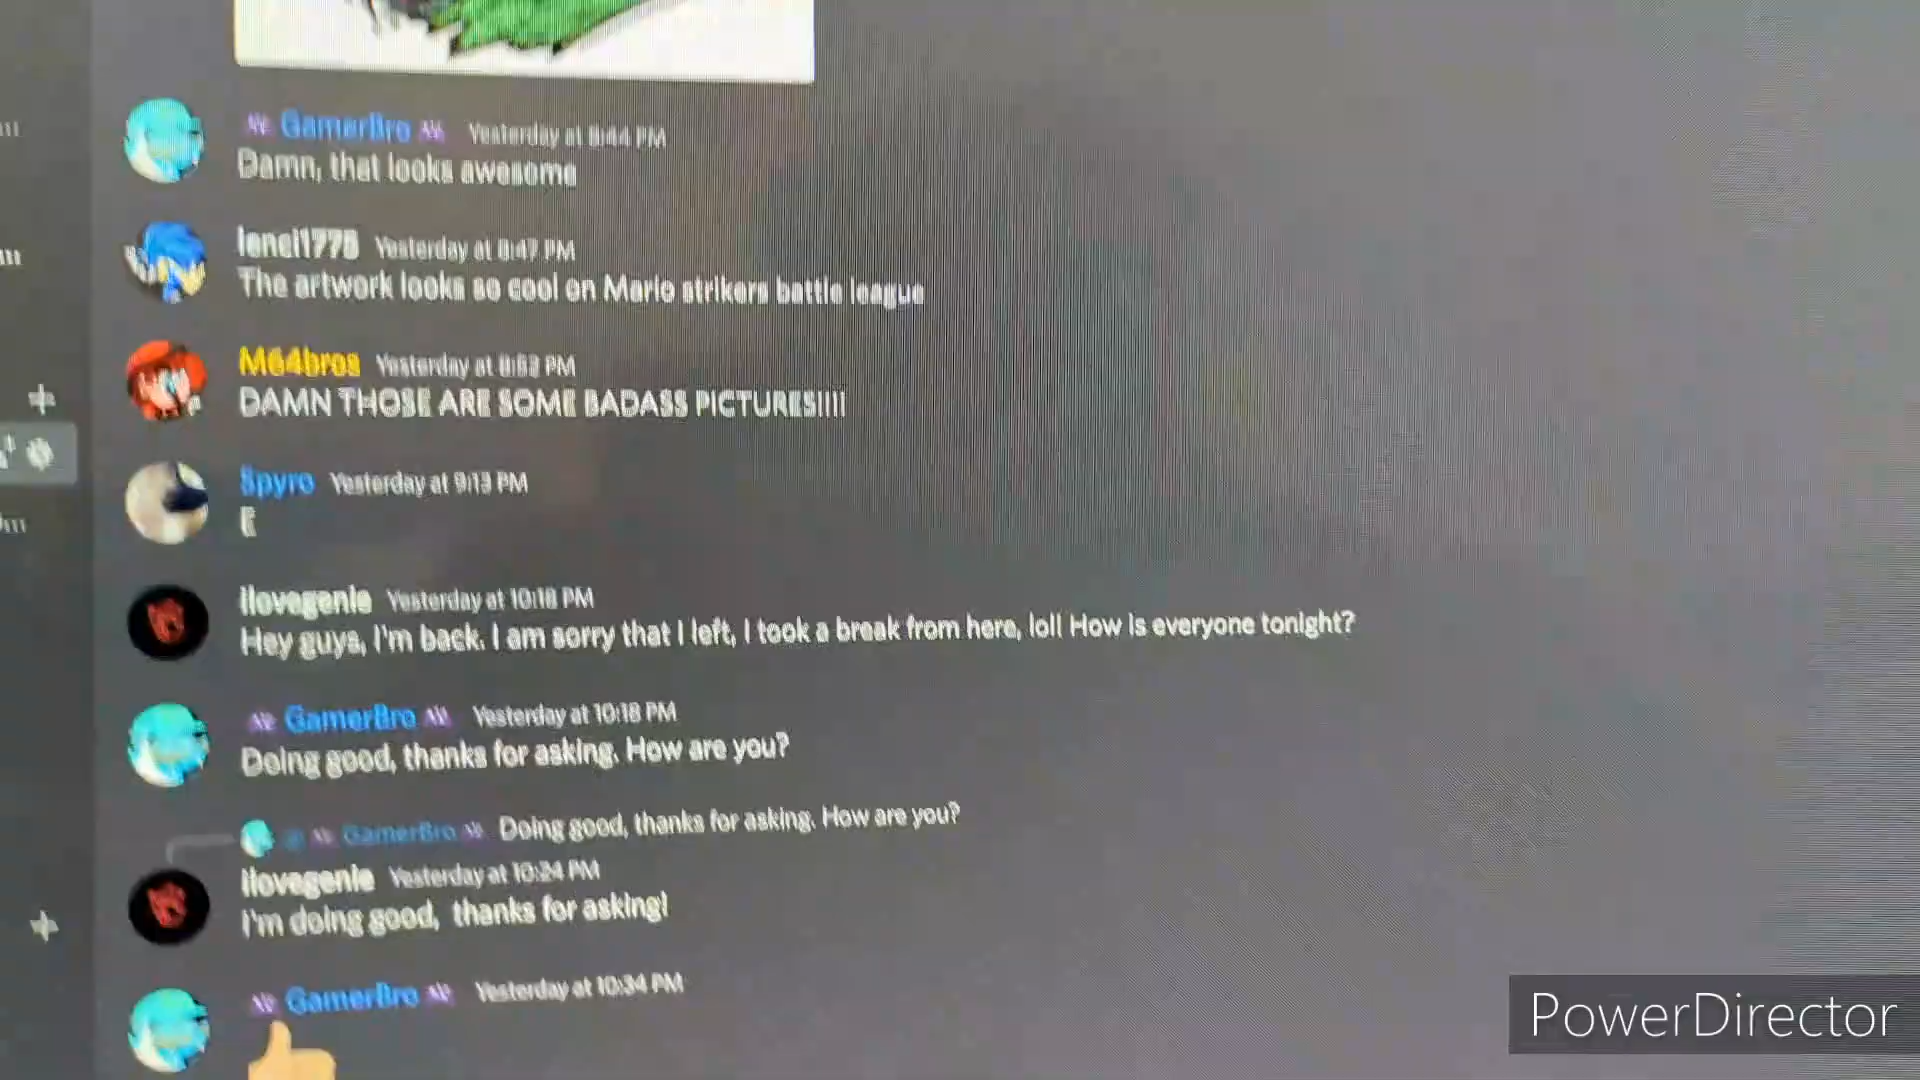 GamerBro Yesterday at 8:44 PM
Damn, that looks awesome
Yesterday at 8:47 PM
The artwork looks so cool on Mario strikers battle league
M64bros Yesterday at 8:53 PM
DAMN THOSE ARE SOME BADASS PICTURES!!!!
Spyro Yesterday at 9:13 PM
E
ilovegenie Yesterday at 10:18 PM
Hey guys, I'm back. I am sorry that I left, I took a break from here, lol! How is everyone tonight?
GamerBro Yesterday at 10:18 PM
Doing good, thanks for asking. How are you?
GamerBro Doing good, thanks for asking. How are you?
ilovegenie Yesterday at 10:24 PM
I'm doing good, thanks for asking!
GamerBro Yesterday at 10:34 PM
PowerDirector